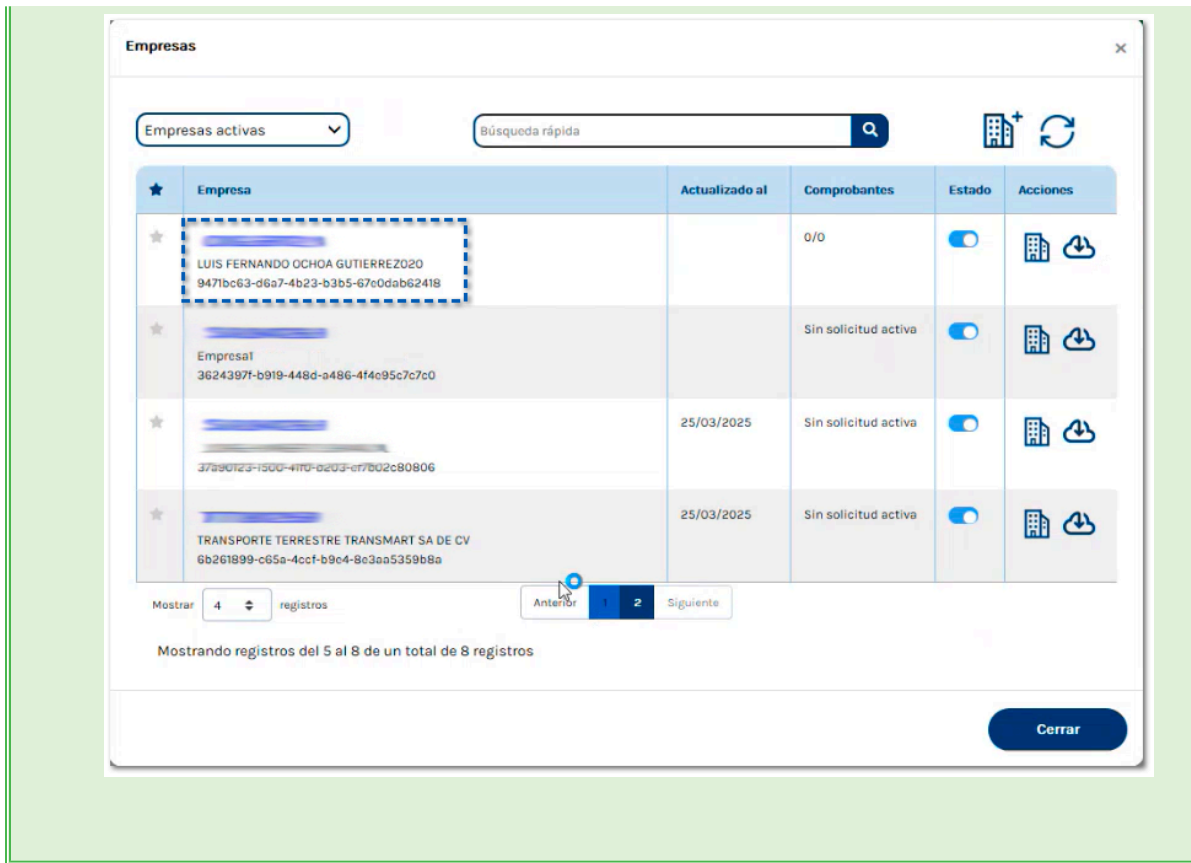 Empresas
×
Empresas activas
Búsqueda rápida
Empresa
Actualizado al
Comprobantes
Estado
Acciones
0/0
LUIS FERNANDO OCHOA GUTIERREZ020
9471bc63-d6a7-4b23-b3b5-67c0dab62418
Sin solicitud activa
Empresa1
3624397f-b919-448d-a486-4f4c95c7c7c0
25/03/2025
Sin solicitud activa
25/03/2025
Sin solicitud activa
TRANSPORTE TERRESTRE TRANSMART SA DE CV
6b261899-c65a-4ccf-b9e4-8e3aa5359b8a
Mostrar 4 registros
Anterior 1 2 Siguiente
Mostrando registros del 5 al 8 de un total de 8 registros
Cerrar